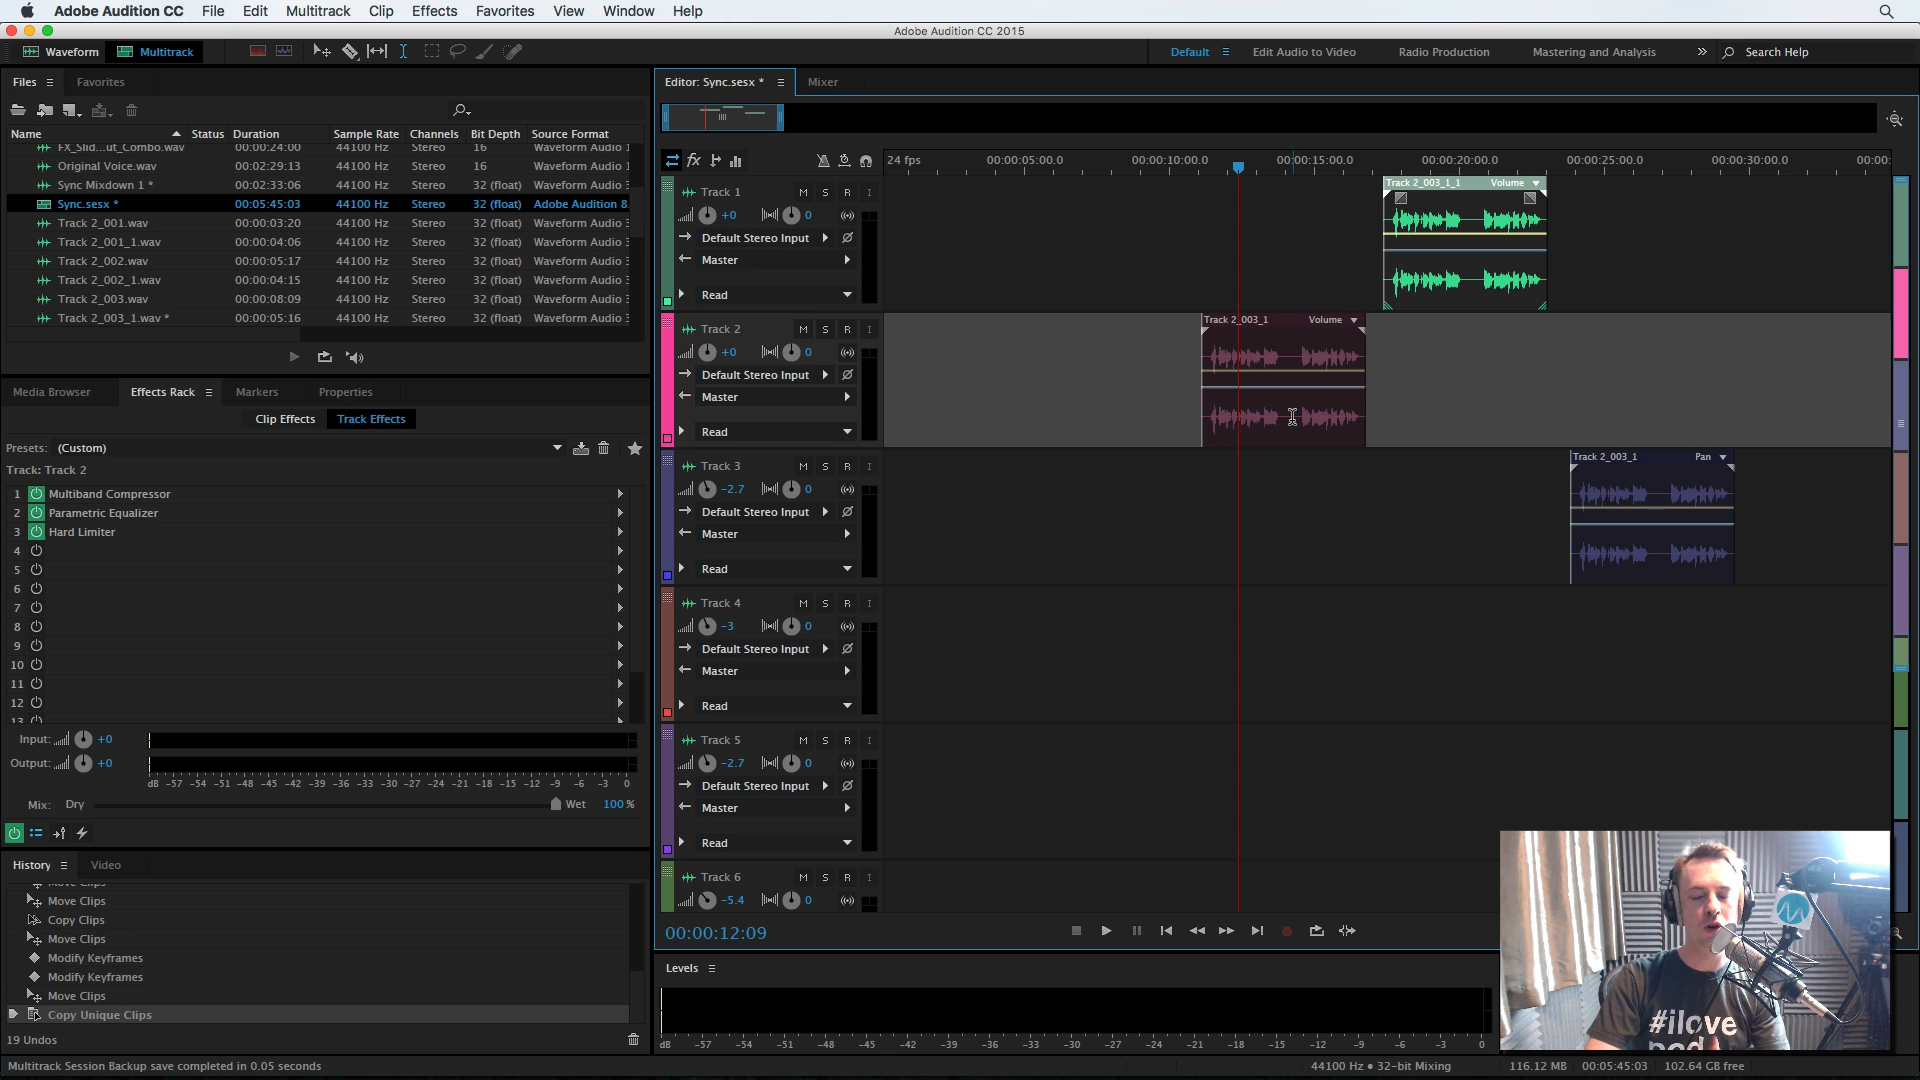 Adobe Audition CC File Edit Multitrack Clip Effects Favorites View Window Help
Adobe Audition CC 2015
Waveform Multitrack Default Edit Audio to Video Radio Production Mastering and Analysis Search Help
Files Favorites
Name Status Duration Sample Rate Channels Bit Depth Source Format
FX_Slid...ut_Combo.wav 00:00:24:00 44100 Hz Stereo 16 Waveform Audio
Original Voice.wav 00:02:29:13 44100 Hz Stereo 16 Waveform Audio
Sync Mixdown 1 * 00:02:33:06 44100 Hz Stereo 32 (float) Waveform Audio 3
Sync.sesx * 00:05:45:03 44100 Hz Stereo 32 (float) Adobe Audition 8
Track 2_001.wav 00:00:03:20 44100 Hz Stereo 32 (float) Waveform Audio 3
Track 2_001_1.wav 00:00:04:06 44100 Hz Stereo 32 (float) Waveform Audio 3
Track 2_002.wav 00:00:05:17 44100 Hz Stereo 32 (float) Waveform Audio 3
Track 2_002_1.wav 00:00:04:15 44100 Hz Stereo 32 (float) Waveform Audio 3
Track 2_003.wav 00:00:08:09 44100 Hz Stereo 32 (float) Waveform Audio 3
Track 2_003_1.wav * 00:00:05:16 44100 Hz Stereo 32 (float) Waveform Audio 3
Media Browser Effects Rack Markers Properties
Clip Effects Track Effects
Presets: (Custom)
Track: Track 2
1 Multiband Compressor
2 Parametric Equalizer
3 Hard Limiter
4
5
6
7
8
9
10
11
12
13
Input: +0
Output: +0
dB -57 -54 -51 -48 -45 -42 -39 -36 -33 -30 -27 -24 -21 -18 -15 -12 -9 -6 -3 0
Mix: Dry Wet 100 %
History Video
Move Clips
Move Clips
Copy Clips
Move Clips
Modify Keyframes
Modify Keyframes
Move Clips
Copy Unique Clips
19 Undos
Editor: Sync.sesx * Mixer
fx 24 fps 00:00:05:00.0 00:00:10:00.0 00:00:15:00.0 00:00:20:00.0 00:00:25:00.0 00:00:30:00.0 00:00:
Track 1 M S R I
+0 0
Default Stereo Input
Master
Read
Track 2_003_1_1 Volume
Track 2 M S R I
+0 0
Default Stereo Input
Master
Read
Track 2_003_1 Volume
Track 3 M S R I
-2.7 0
Default Stereo Input
Master
Read
Track 2_003_1 Pan
Track 4 M S R I
-3 0
Default Stereo Input
Master
Read
Track 5 M S R I
-2.7 0
Default Stereo Input
Master
Read
Track 6 M S R I
-5.4 0
00:00:12:09
Levels
dB -57 -54 -51 -48 -45 -42 -39 -36 -33 -30 -27 -24 -21 -18 -15 -12 -9 -6 -3 0
#ilove
pod
Multitrack Session Backup save completed in 0.05 seconds 44100 Hz • 32-bit Mixing 116.12 MB 00:05:45:03 102.64 GB free